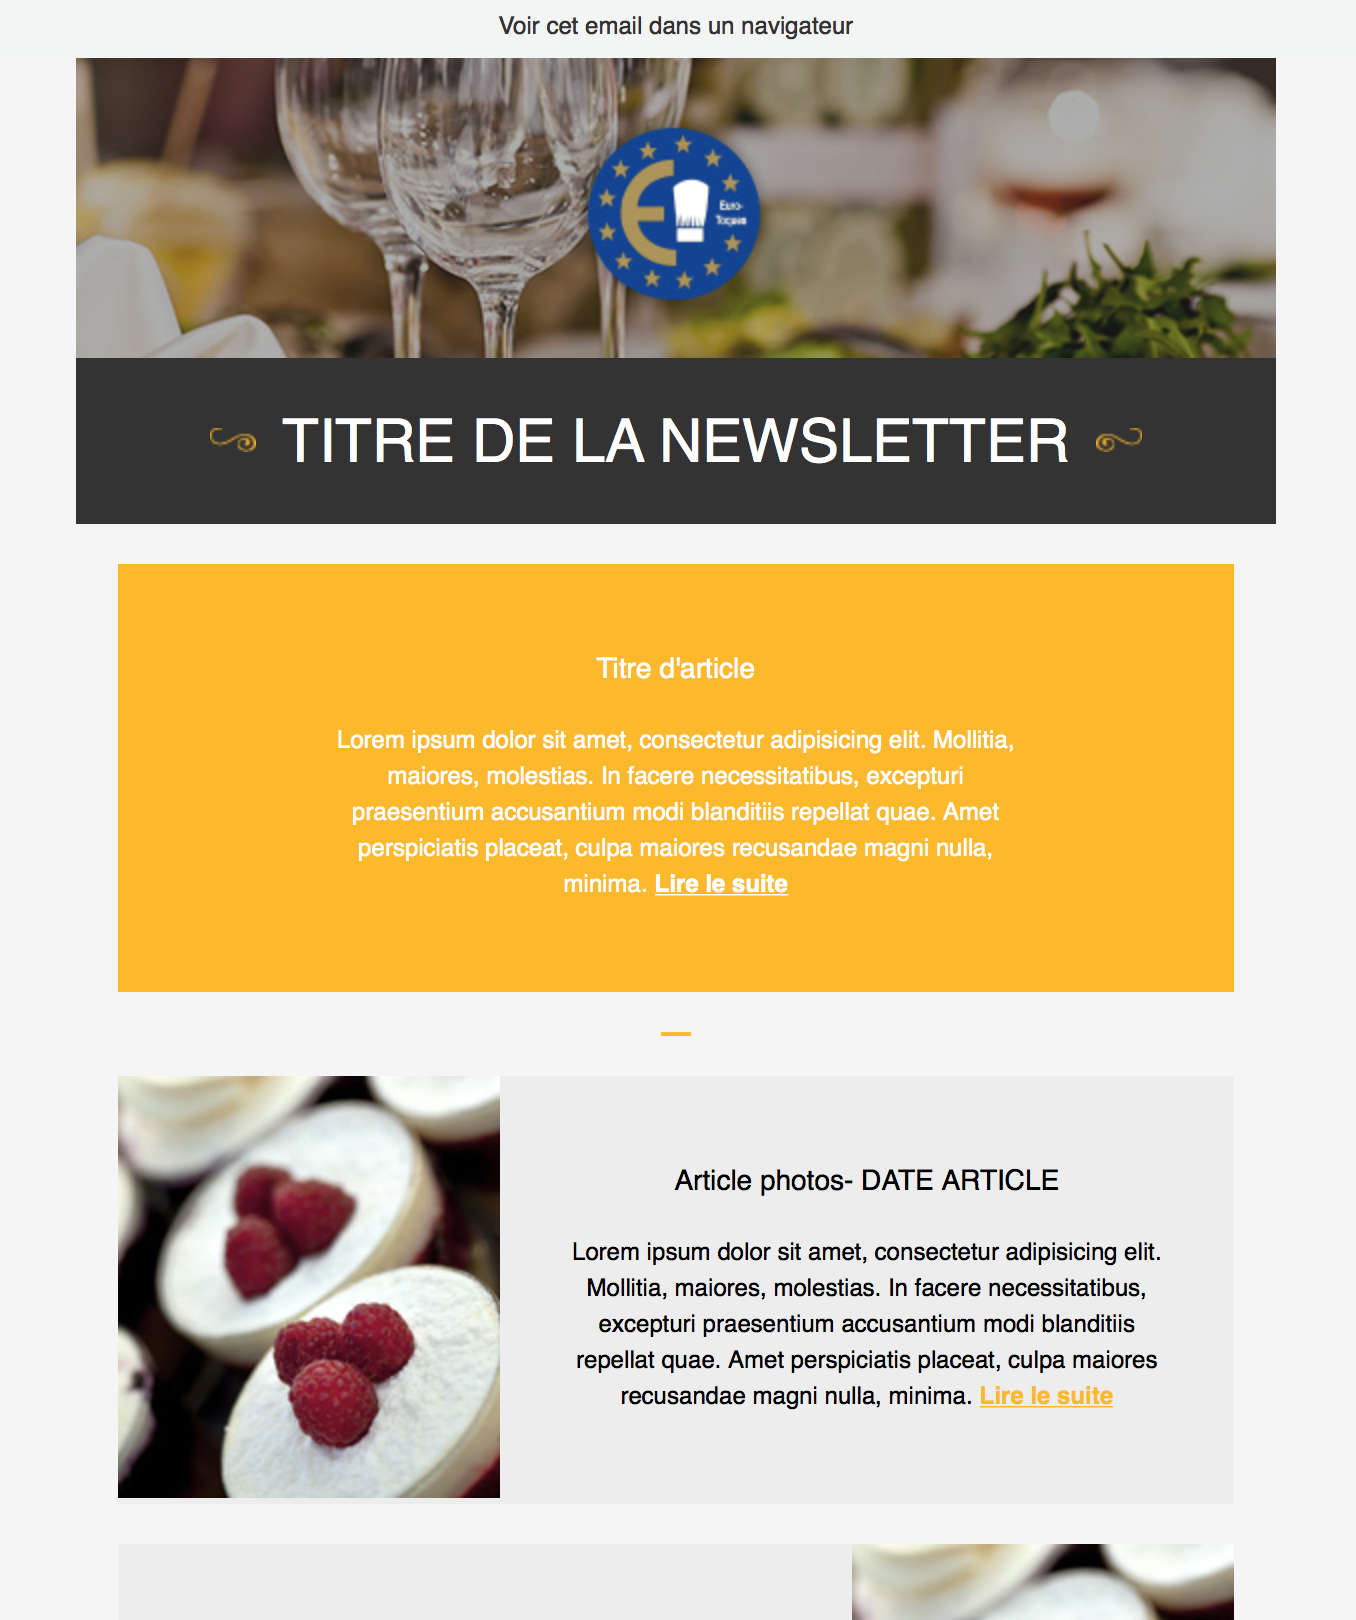 Voir cet email dans un navigateur
Euro-
Toques
TITRE DE LA NEWSLETTER
Titre d'article
Lorem ipsum dolor sit amet, consectetur adipisicing elit. Mollitia,
maiores, molestias. In facere necessitatibus, excepturi
praesentium accusantium modi blanditiis repellat quae. Amet
perspiciatis placeat, culpa maiores recusandae magni nulla,
minima. Lire le suite
Article photos- DATE ARTICLE
Lorem ipsum dolor sit amet, consectetur adipisicing elit.
Mollitia, maiores, molestias. In facere necessitatibus,
excepturi praesentium accusantium modi blanditiis
repellat quae. Amet perspiciatis placeat, culpa maiores
recusandae magni nulla, minima. Lire le suite